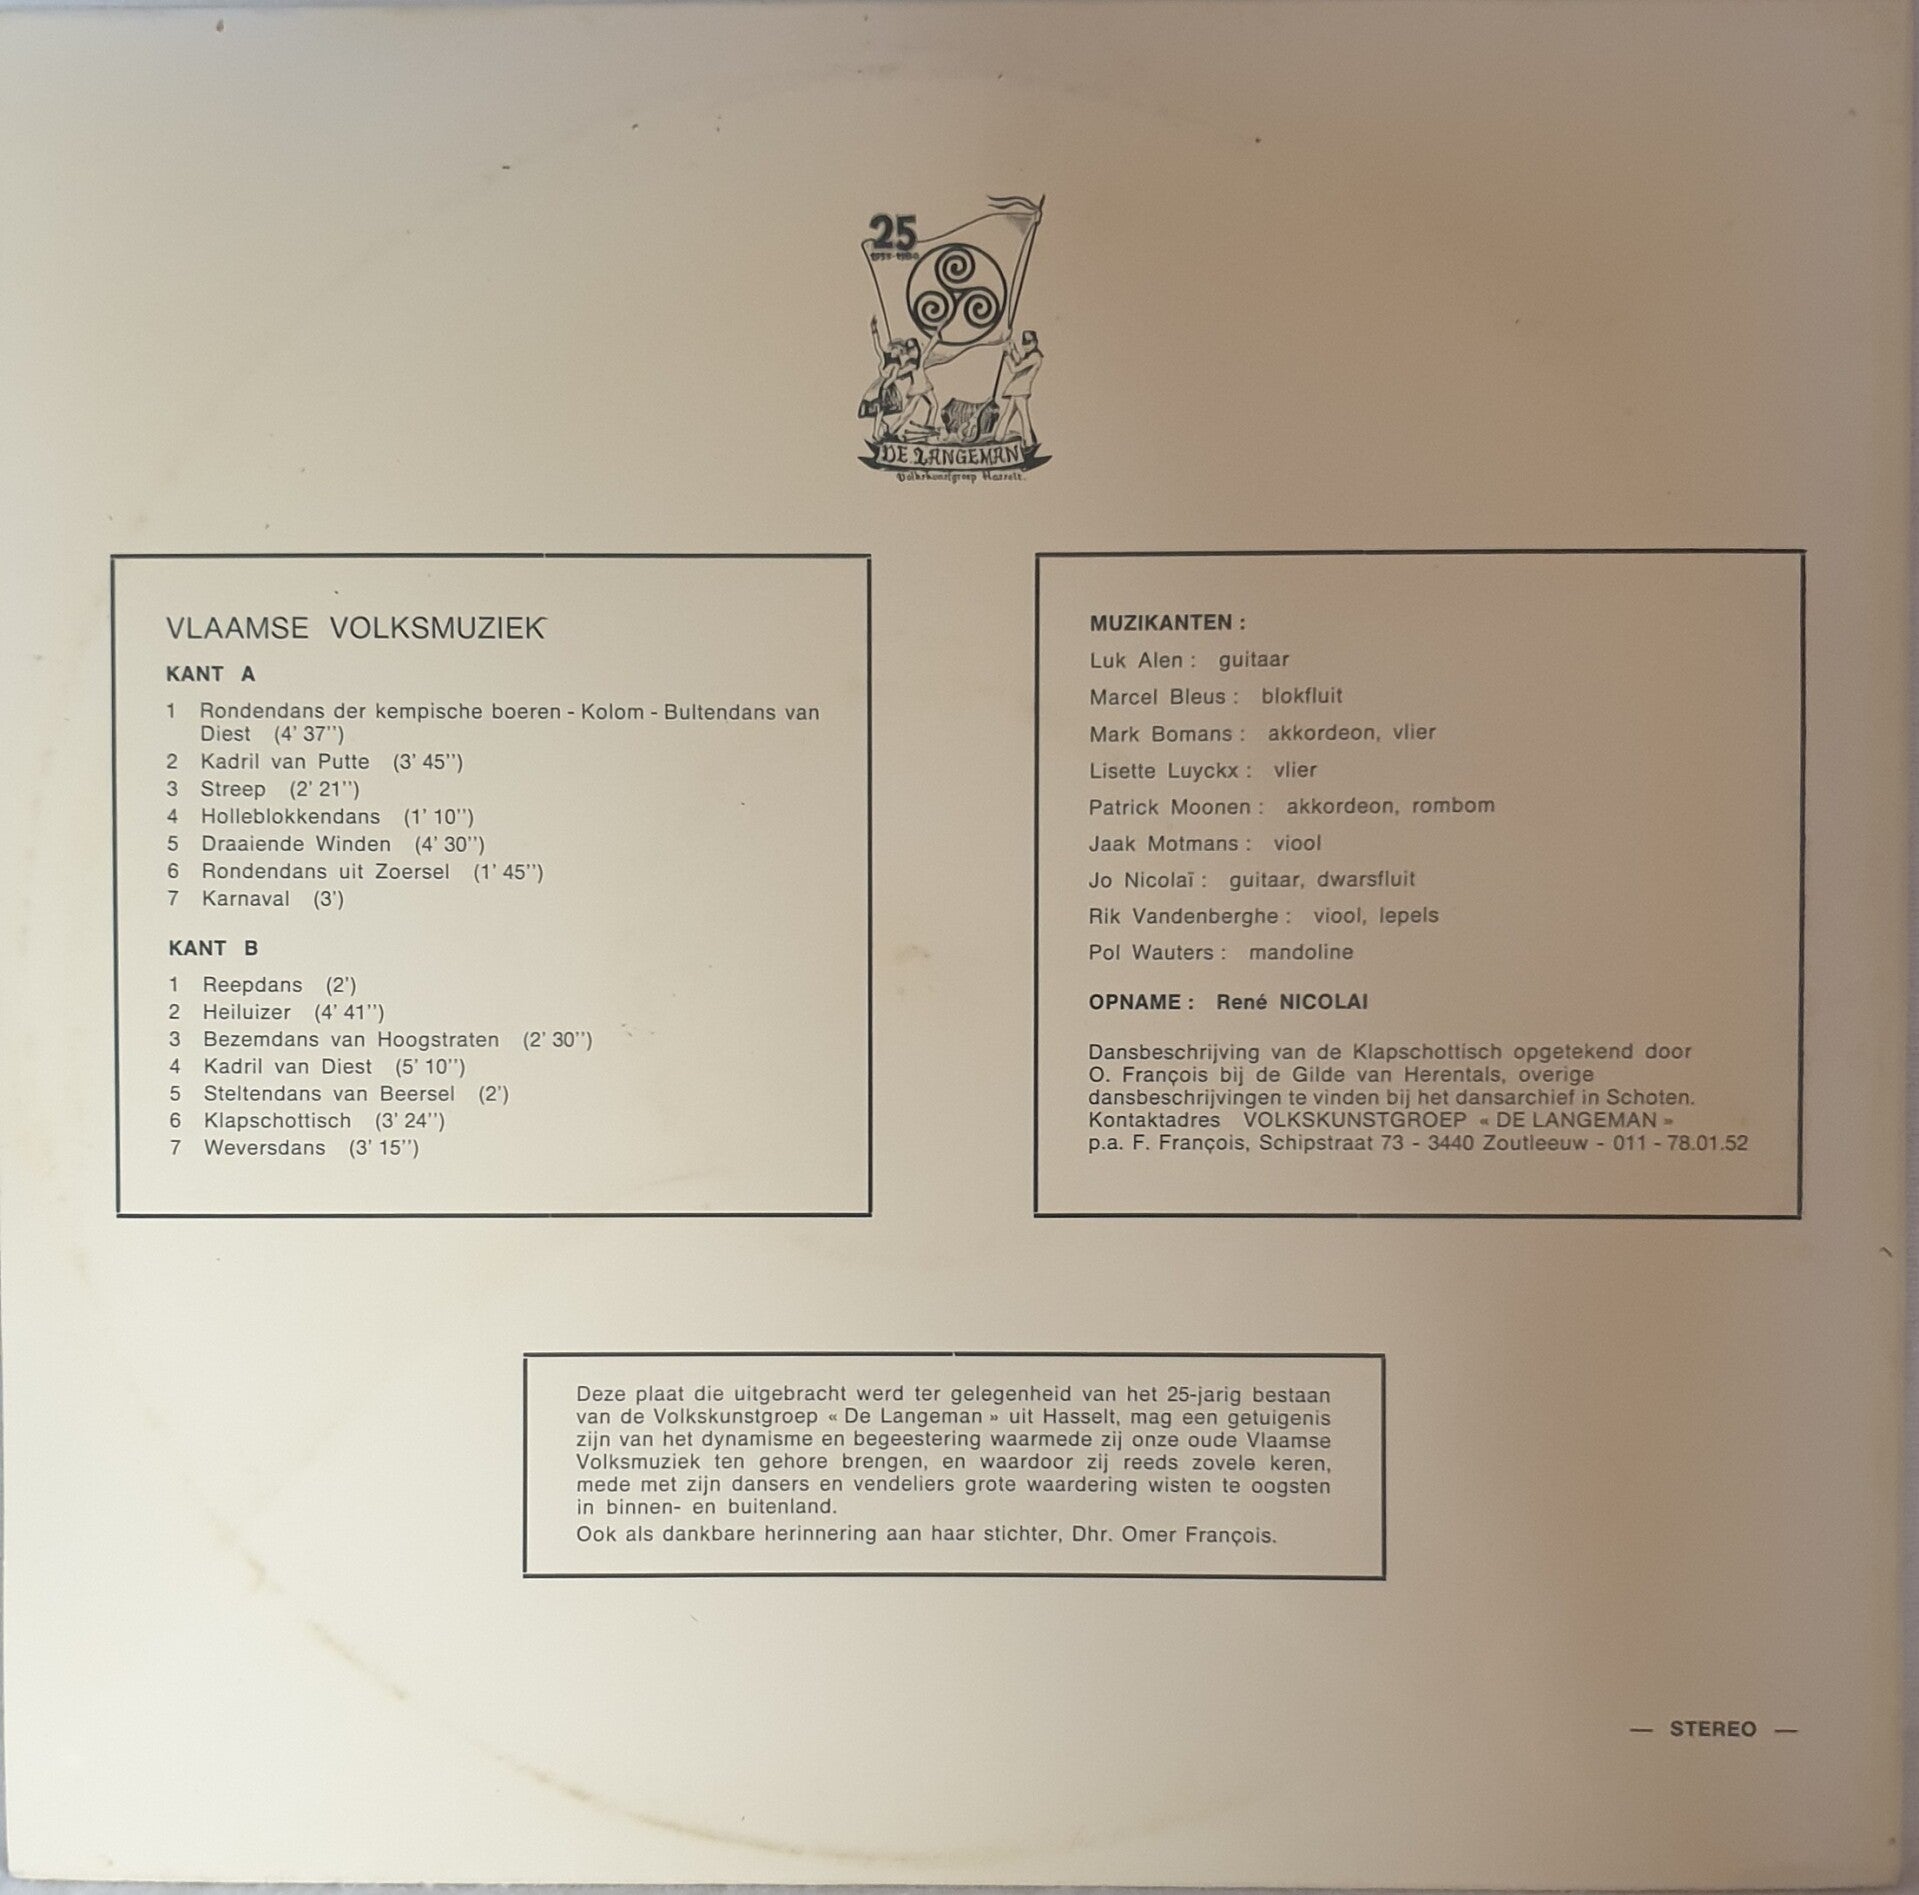 25
1955-1980
DE LANGEMAN
Volkskunstgroep Hasselt.
VLAAMSE VOLKSMUZIEK
KANT A
1 Rondendans der kempische boeren - Kolom - Bultendans van
Diest (4' 37'')
2 Kadril van Putte (3' 45'')
3 Streep (2' 21'')
4 Holleblokkendans (1' 10'')
5 Draaiende Winden (4' 30'')
6 Rondendans uit Zoersel (1' 45'')
7 Karnaval (3')
KANT B
1 Reepdans (2')
2 Heiluizer (4' 41'')
3 Bezemdans van Hoogstraten (2' 30'')
4 Kadril van Diest (5' 10'')
5 Steltendans van Beersel (2')
6 Klapschottisch (3' 24'')
7 Weversdans (3' 15'')
MUZIKANTEN :
Luk Alen : guitaar
Marcel Bleus : blokfluit
Mark Bomans : akkordeon, vlier
Lisette Luyckx : vlier
Patrick Moonen : akkordeon, rombom
Jaak Motmans : viool
Jo Nicolaï : guitaar, dwarsfluit
Rik Vandenberghe : viool, lepels
Pol Wauters : mandoline
OPNAME : René NICOLAI
Dansbeschrijving van de Klapschottisch opgetekend door
O. François bij de Gilde van Herentals, overige
dansbeschrijvingen te vinden bij het dansarchief in Schoten.
Kontaktadres VOLKSKUNSTGROEP « DE LANGEMAN »
p.a. F. François, Schipstraat 73 - 3440 Zoutleeuw - 011 - 78.01.52
Deze plaat die uitgebracht werd ter gelegenheid van het 25-jarig bestaan
van de Volkskunstgroep « De Langeman » uit Hasselt, mag een getuigenis
zijn van het dynamisme en begeestering waarmede zij onze oude Vlaamse
Volksmuziek ten gehore brengen, en waardoor zij reeds zovele keren,
mede met zijn dansers en vendeliers grote waardering wisten te oogsten
in binnen- en buitenland.
Ook als dankbare herinnering aan haar stichter, Dhr. Omer François.
— STEREO —